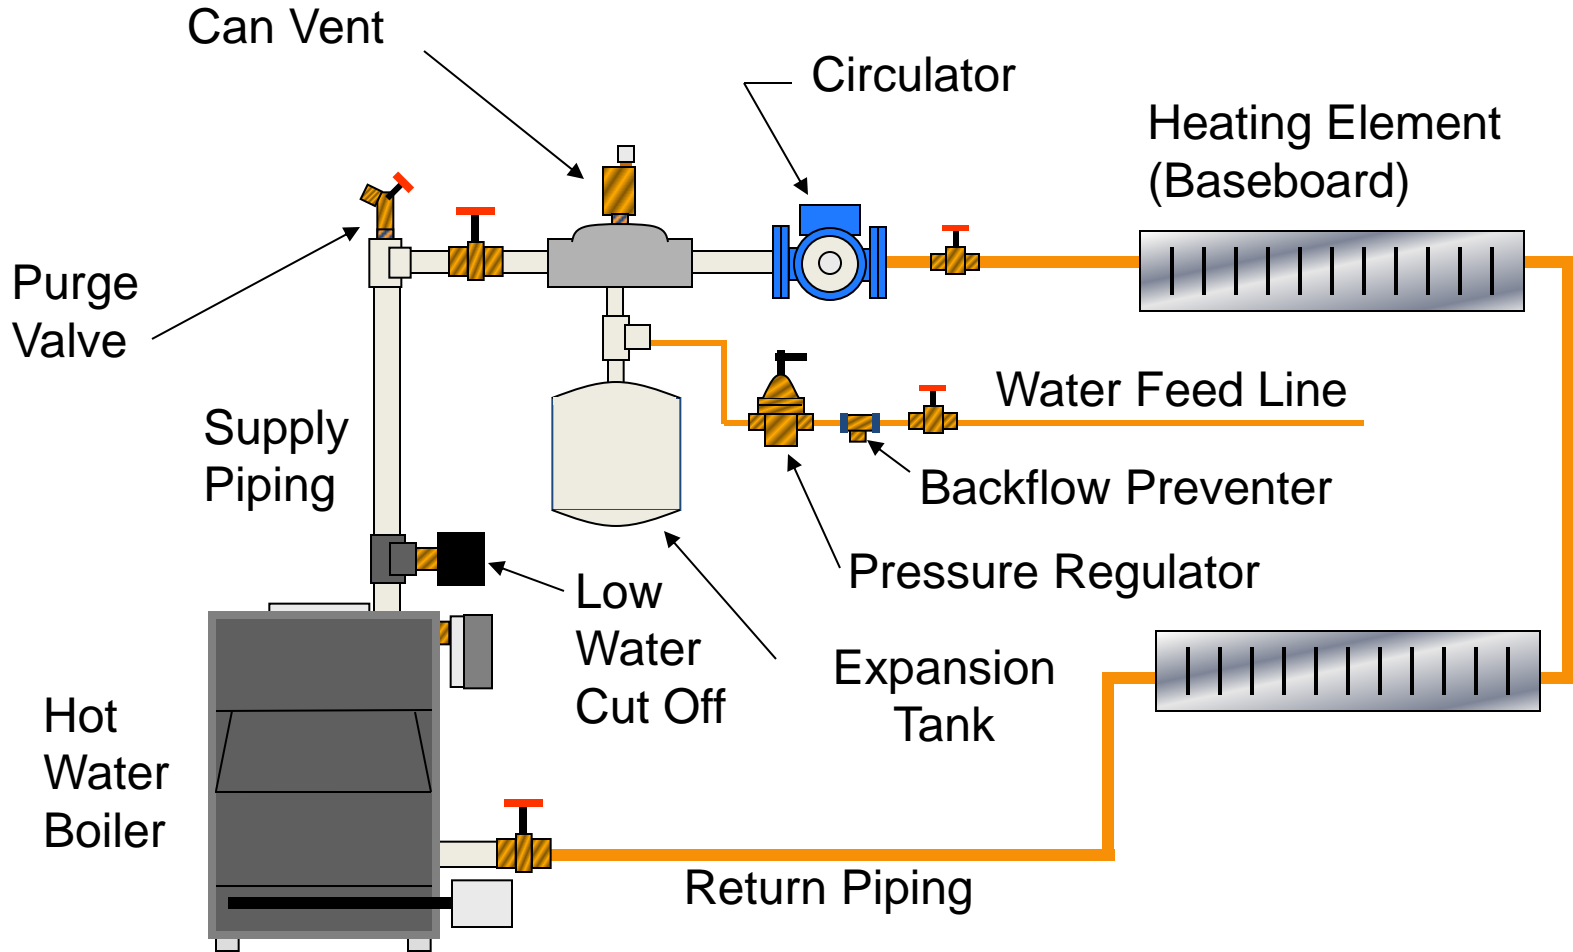 Can Vent
Circulator
Heating Element
(Baseboard)
Purge
Valve
Water Feed Line
Supply
Piping
Backflow Preventer
Pressure Regulator
Low
Water
Cut Off
Expansion
Tank
Hot
Water
Boiler
Return Piping